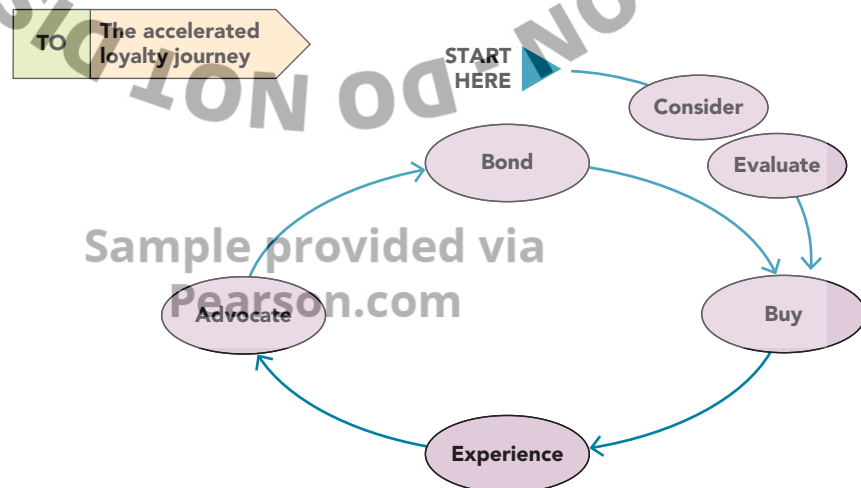 TO
The accelerated
loyalty journey
START
HERE
Consider
Evaluate
Bond
Buy
Advocate
Experience
DO NOT DIS
Sample provided via
Pearson.com